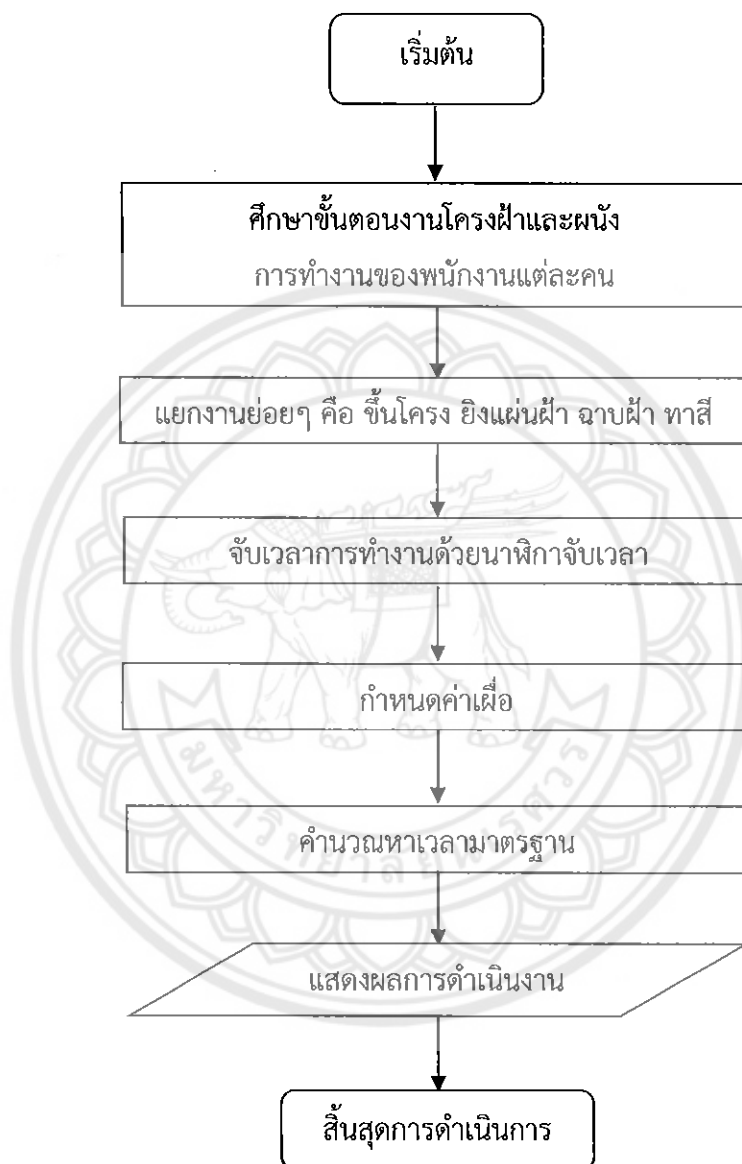 เริ่มต้น
ศึกษาขั้นตอนงานโครงฝ้าและผนัง
การทำงานของพนักงานแต่ละคน
แยกงานย่อยๆ คือ ขึ้นโครง ยิงแผ่นฝ้า ฉาบฝ้า ทาสี
จับเวลาการทำงานด้วยนาฬิกาจับเวลา
กำหนดค่าเผื่อ
คำนวณหาเวลามาตรฐาน
แสดงผลการดำเนินงาน
สิ้นสุดการดำเนินการ